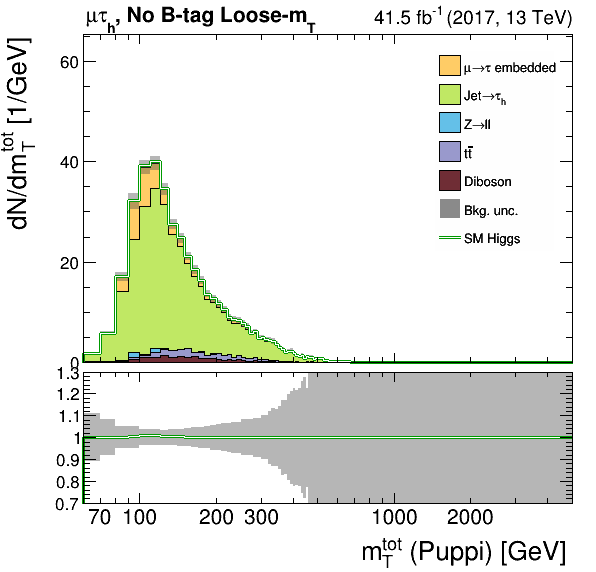 μτh, No B-tag Loose-mT
41.5 fb⁻¹ (2017, 13 TeV)
dN/dmTtot [1/GeV]
60
40
20
0
μ→τ embedded
Jet→τh
Z→ll
tt̄
Diboson
Bkg. unc.
SM Higgs
1.3
1.2
1.1
1
0.9
0.8
0.7
70 100 200 300 1000 2000
mTtot (Puppi) [GeV]